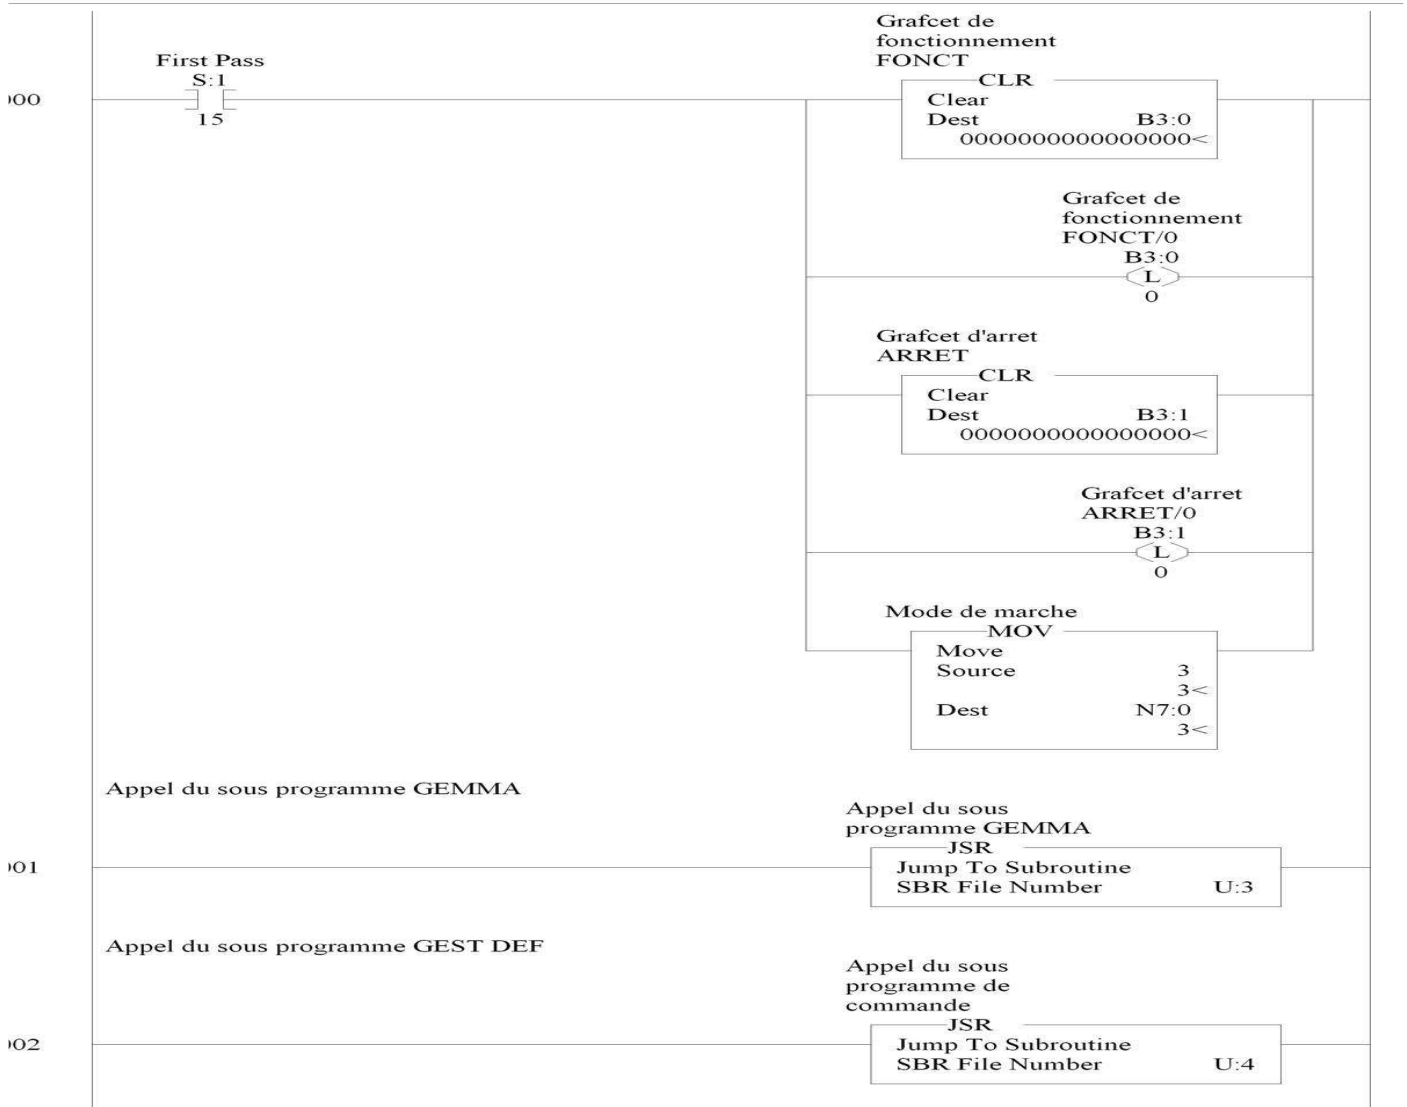 Grafcet de
fonctionnement
FONCT
First Pass
S:1
CLR
)00
15
Clear
Dest B3:0
0000000000000000<
Grafcet de
fonctionnement
FONCT/0
B3:0
L
0
Grafcet d'arret
ARRET
CLR
Clear
Dest B3:1
0000000000000000<
Grafcet d'arret
ARRET/0
B3:1
L
0
Mode de marche
MOV
Move
Source 3
3<
Dest N7:0
3<
Appel du sous programme GEMMA
Appel du sous
programme GEMMA
JSR
)01
Jump To Subroutine
SBR File Number U:3
Appel du sous programme GEST DEF
Appel du sous
programme de
commande
JSR
)02
Jump To Subroutine
SBR File Number U:4